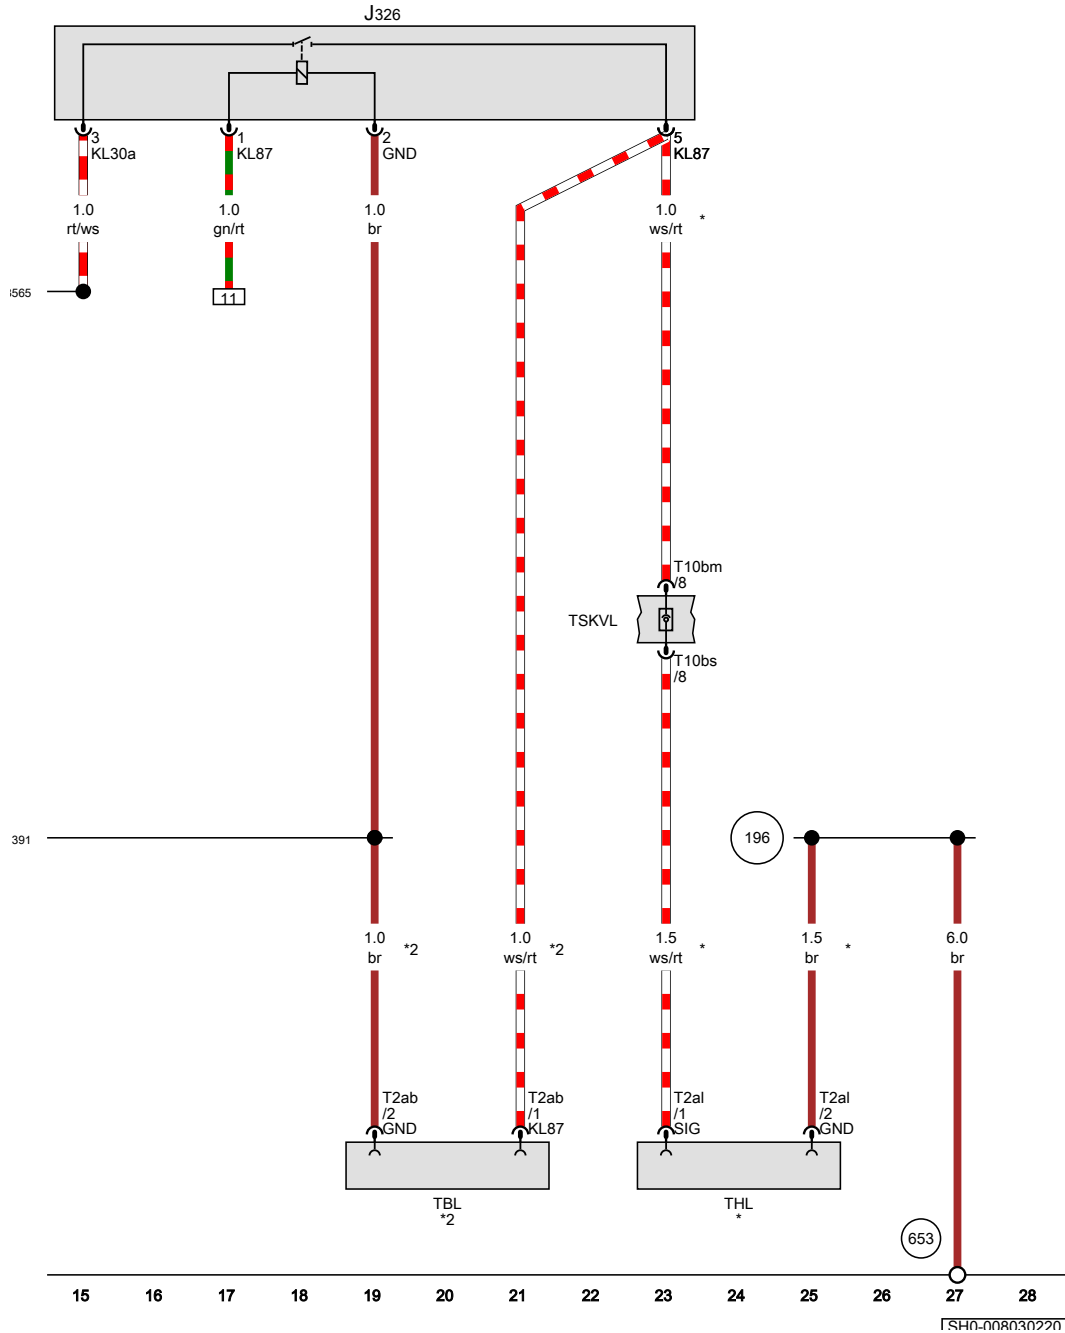 J326
3
KL30a
1
KL87
2
GND
5
KL87
1.0
rt/ws
1.0
gn/rt
1.0
br
1.0
ws/rt
*
11
T10bm
/8
TSKVL
T10bs
/8
391
196
1.0
br
*2
1.0
ws/rt
*2
1.5
ws/rt
*
1.5
br
*
6.0
br
T2ab
/2
GND
T2ab
/1
KL87
T2al
/1
SIG
T2al
/2
GND
TBL
*2
THL
*
653
15 16 17 18 19 20 21 22 23 24 25 26 27 28
SH0-008030220